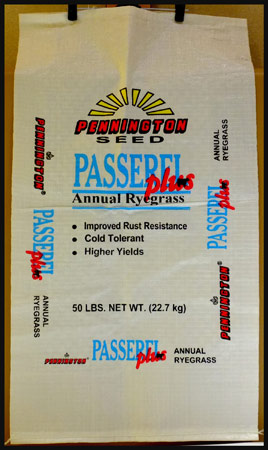 PENNINGTON
SEED
PASSEREL
plus
Annual Ryegrass
• Improved Rust Resistance
• Cold Tolerant
• Higher Yields
50 LBS. NET WT. (22.7 kg)
PENNINGTON®
PASSEREL
plus
ANNUAL
RYEGRASS
ANNUAL
RYEGRASS
PASSEREL
plus
PENNINGTON®
PENNINGTON®
PASSEREL
plus
ANNUAL
RYEGRASS